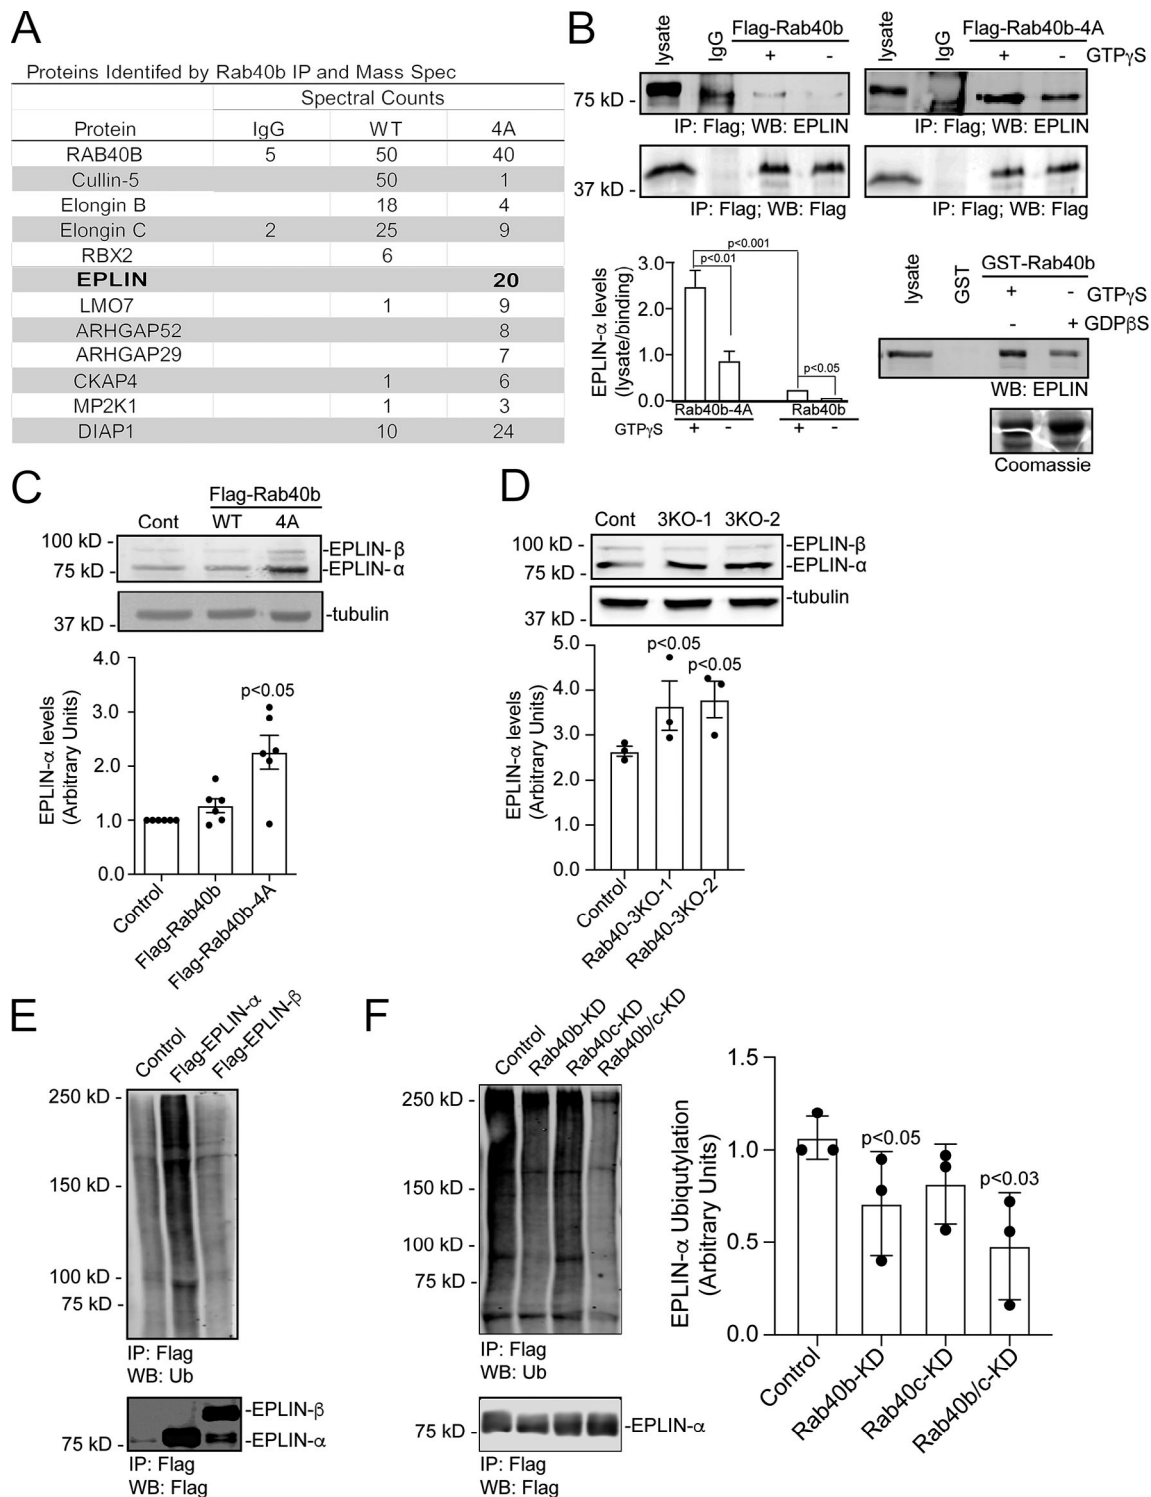 A
Proteins Identifed by Rab40b IP and Mass Spec
Spectral Counts
Protein IgG WT 4A
RAB40B 5 50 40
Cullin-5 50 1
Elongin B 18 4
Elongin C 2 25 9
RBX2 6
EPLIN 20
LMO7 1 9
ARHGAP52 8
ARHGAP29 7
CKAP4 1 6
MP2K1 1 3
DIAP1 10 24
B
lysate IgG Flag-Rab40b + -
75 kD -
IP: Flag; WB: EPLIN
37 kD -
IP: Flag; WB: Flag
lysate IgG Flag-Rab40b-4A
+ - GTPγS
IP: Flag; WB: EPLIN
IP: Flag; WB: Flag
EPLIN-α levels
(lysate/binding)
3.0
2.0
1.0
0.0
p<0.001
p<0.01
p<0.05
Rab40b-4A Rab40b
GTPγS + - + -
lysate GST GST-Rab40b
+ - GTPγS
- + GDPβS
WB: EPLIN
Coomassie
C
Flag-Rab40b
Cont WT 4A
100 kD - -EPLIN-β
75 kD - -EPLIN-α
37 kD - -tubulin
EPLIN-α levels
(Arbitrary Units)
4.0
3.0
2.0
1.0
0.0
p<0.05
Control
Flag-Rab40b
Flag-Rab40b-4A
D
Cont 3KO-1 3KO-2
100 kD - -EPLIN-β
75 kD - -EPLIN-α
37 kD - -tubulin
EPLIN-α levels
(Arbitrary Units)
5.0
4.0
3.0
2.0
1.0
0.0
p<0.05
p<0.05
Control
Rab40-3KO-1
Rab40-3KO-2
E
Control
Flag-EPLIN-α
Flag-EPLIN-β
250 kD -
150 kD -
100 kD -
75 kD -
IP: Flag
WB: Ub
-EPLIN-β
75 kD - -EPLIN-α
IP: Flag
WB: Flag
F
Control
Rab40b-KD
Rab40c-KD
Rab40b/c-KD
250 kD -
150 kD -
100 kD -
75 kD -
IP: Flag
WB: Ub
75 kD - -EPLIN-α
IP: Flag
WB: Flag
EPLIN-α Ubiqutylation
(Arbitrary Units)
1.5
1.0
0.5
0.0
p<0.05
p<0.03
Control
Rab40b-KD
Rab40c-KD
Rab40b/c-KD